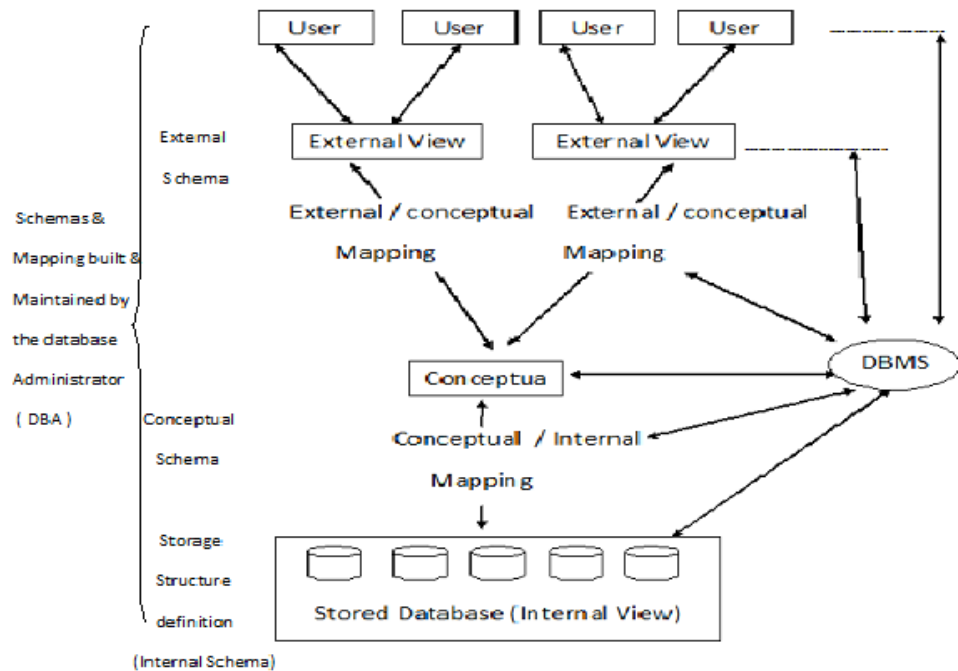 User
User
User
User
External View
External View
External
Schema
External / conceptual
Mapping
External / conceptual
Mapping
Schemas &
Mapping built &
Maintained by
the database
Administrator
( DBA )
DBMS
Conceptua
Conceptual
Schema
Conceptual / Internal
Mapping
Storage
Structure
definition
(Internal Schema)
Stored Database (Internal View)